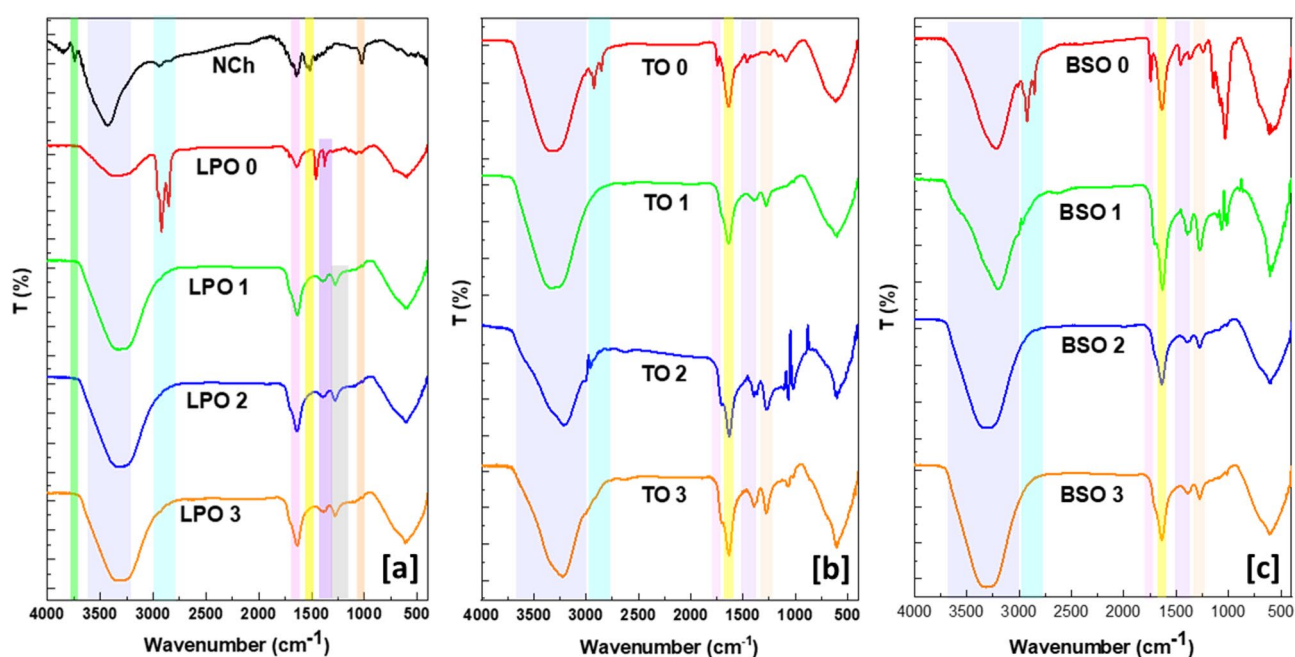 T (%)
NCh
LPO 0
LPO 1
LPO 2
LPO 3
[a]
4000 3500 3000 2500 2000 1500 1000 500
Wavenumber (cm-1)
T (%)
TO 0
TO 1
TO 2
TO 3
[b]
4000 3500 3000 2500 2000 1500 1000 500
Wavenumber (cm-1)
T (%)
BSO 0
BSO 1
BSO 2
BSO 3
[c]
4000 3500 3000 2500 2000 1500 1000 500
Wavenumber (cm-1)